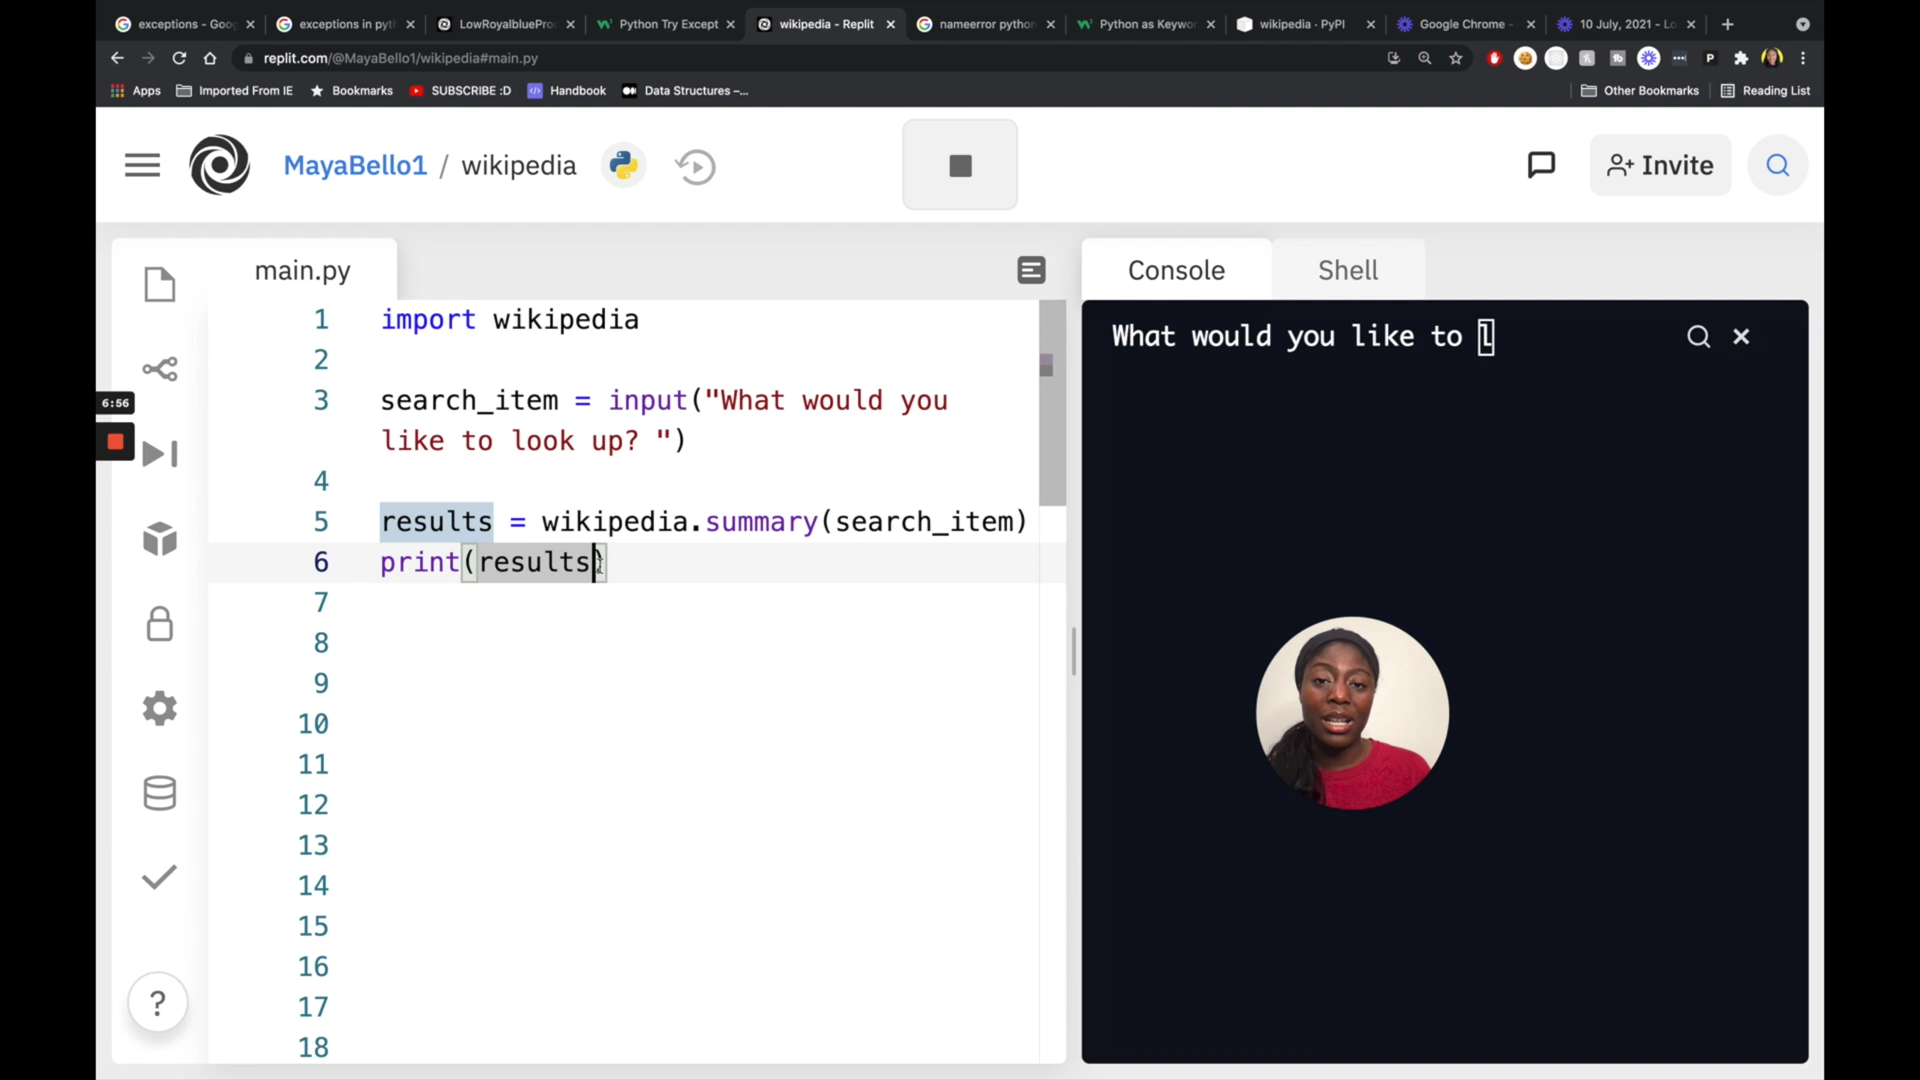 exceptions - Goo
exceptions in pyth
LowRoyalbluePro
Python Try Except
wikipedia - Replit
nameerror python
Python as Keywo
wikipedia · PyPI
Google Chrome -
10 July, 2021 - Lo
replit.com/@MayaBello1/wikipedia#main.py
Apps
Imported From IE
Bookmarks
SUBSCRIBE :D
Handbook
Data Structures –...
Other Bookmarks
Reading List
MayaBello1 / wikipedia
Invite
main.py
Console
Shell
1 import wikipedia
2
3 search_item = input("What would you
like to look up? ")
4
5 results = wikipedia.summary(search_item)
6 print(results)
7
8
9
10
11
12
13
14
15
16
17
18
What would you like to l
6:56
?